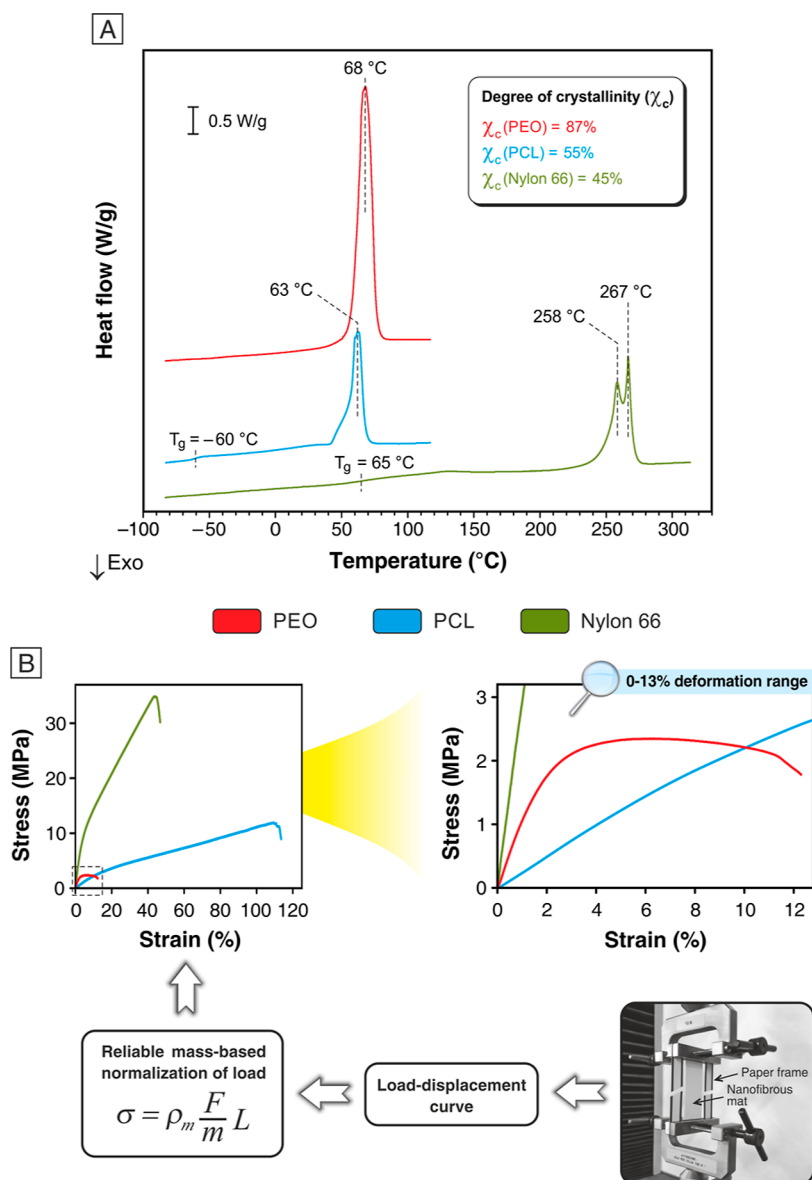 A
68 °C
0.5 W/g
Degree of crystallinity (χc)
χc(PEO) = 87%
χc(PCL) = 55%
χc(Nylon 66) = 45%
Heat flow (W/g)
63 °C
267 °C
258 °C
Tg = −60 °C
Tg = 65 °C
−100 −50 0 50 100 150 200 250 300
Temperature (°C)
↓ Exo
PEO PCL Nylon 66
B
Stress (MPa)
30
20
10
0
0 20 40 60 80 100 120
Strain (%)
0-13% deformation range
Stress (MPa)
3
2
1
0
0 2 4 6 8 10 12
Strain (%)
Reliable mass-based
normalization of load
σ = ρm F/m L
Load-displacement
curve
Paper frame
Nanofibrous
mat